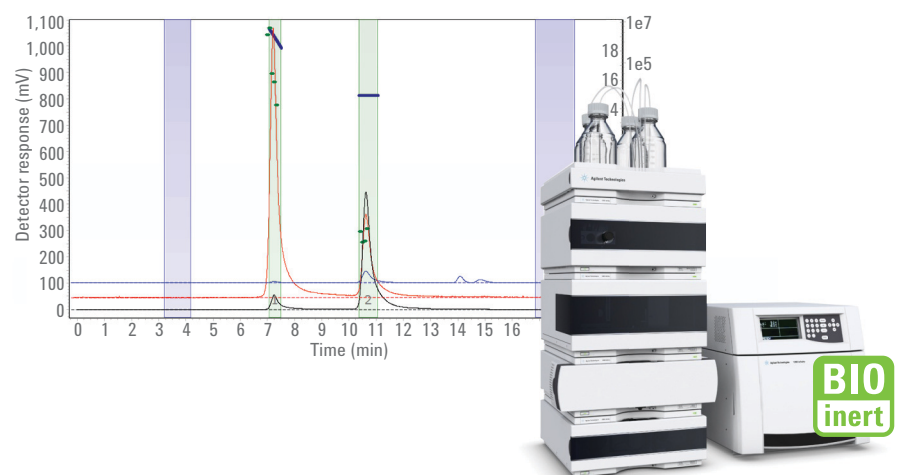 1,100
1,000
900
800
700
600
500
400
300
200
100
0
Detector response (mV)
0 1 2 3 4 5 6 7 8 9 10 11 12 13 14 15 16
Time (min)
1
2
1e7
18
1e5
16
4
Agilent Technologies
BIO
inert